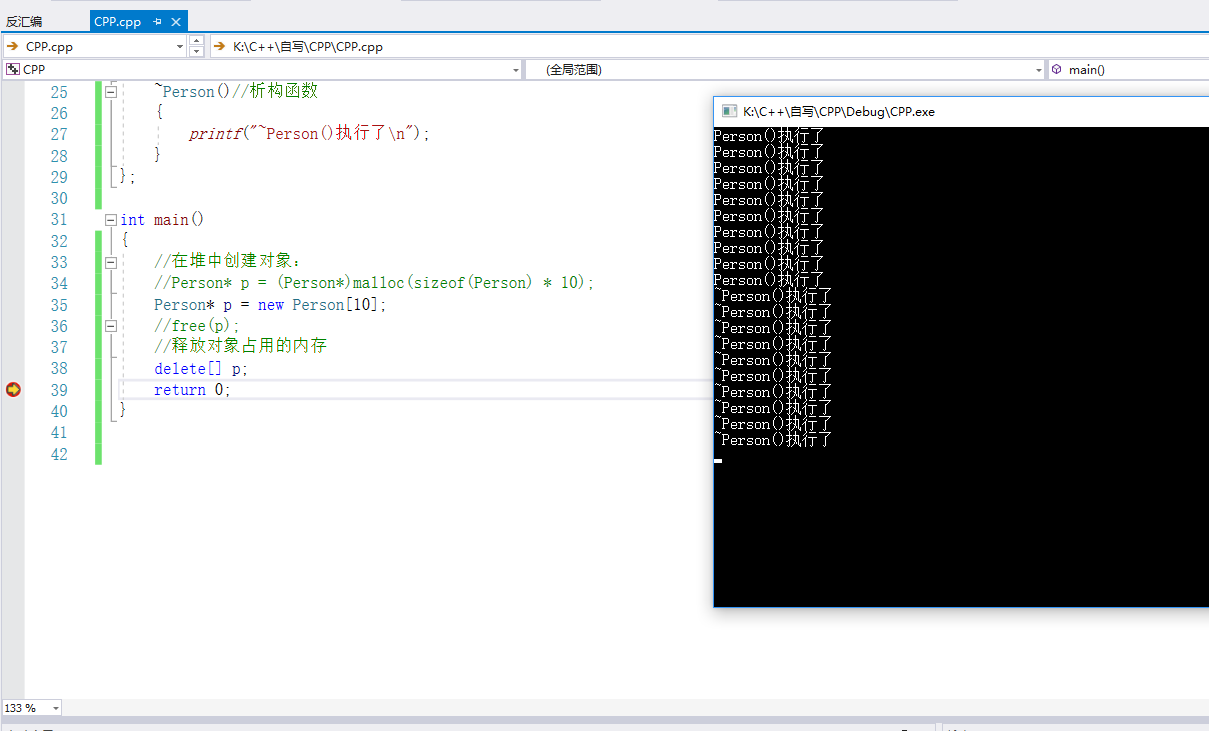 反汇编
CPP.cpp
CPP.cpp
K:\C++\自写\CPP\CPP.cpp
CPP
(全局范围)
main()
25 ~Person()//析构函数
26 {
27 printf("~Person()执行了\n");
28 }
29 };
30
31 int main()
32 {
33 //在堆中创建对象:
34 //Person* p = (Person*)malloc(sizeof(Person) * 10);
35 Person* p = new Person[10];
36 //free(p);
37 //释放对象占用的内存
38 delete[] p;
39 return 0;
40 }
41
42
K:\C++\自写\CPP\Debug\CPP.exe
Person()执行了
Person()执行了
Person()执行了
Person()执行了
Person()执行了
Person()执行了
Person()执行了
Person()执行了
Person()执行了
Person()执行了
~Person()执行了
~Person()执行了
~Person()执行了
~Person()执行了
~Person()执行了
~Person()执行了
~Person()执行了
~Person()执行了
~Person()执行了
~Person()执行了
133 %